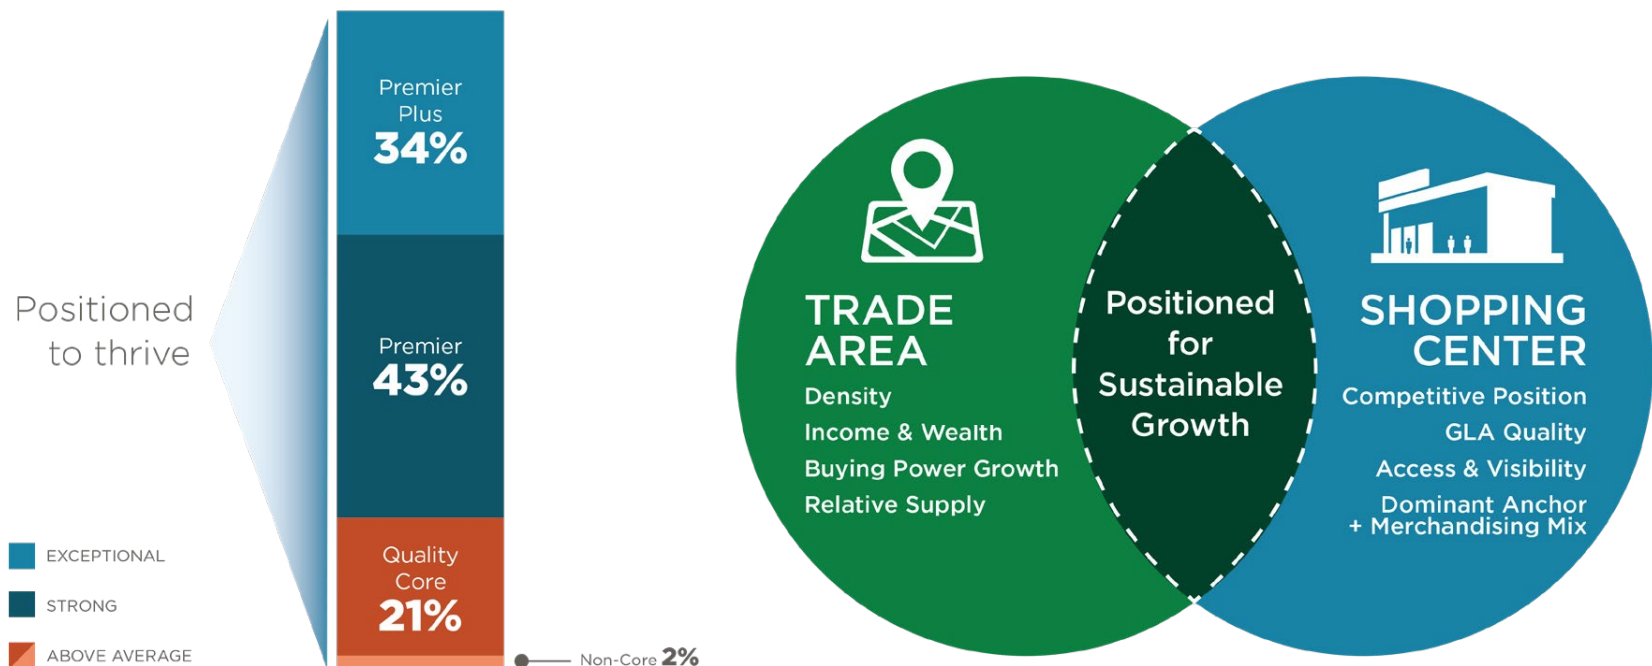 Positioned
to thrive
EXCEPTIONAL
STRONG
ABOVE AVERAGE
Premier
Plus
34%
Premier
43%
Quality
Core
21%
Non-Core 2%
TRADE
AREA
Density
Income & Wealth
Buying Power Growth
Relative Supply
Positioned
for
Sustainable
Growth
SHOPPING
CENTER
Competitive Position
GLA Quality
Access & Visibility
Dominant Anchor
+ Merchandising Mix